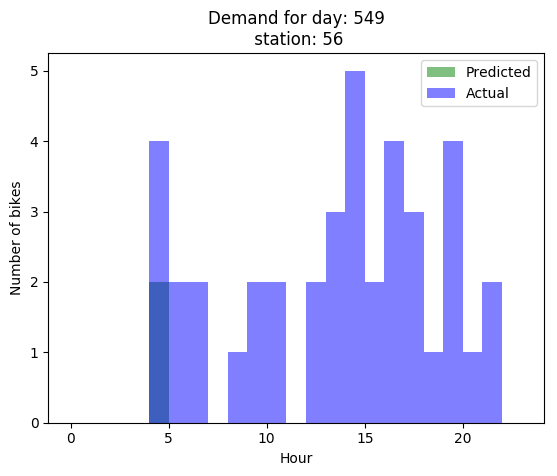 Demand for day: 549
station: 56
Predicted
Actual
Number of bikes
5
4
3
2
1
0
0
5
10
15
20
Hour